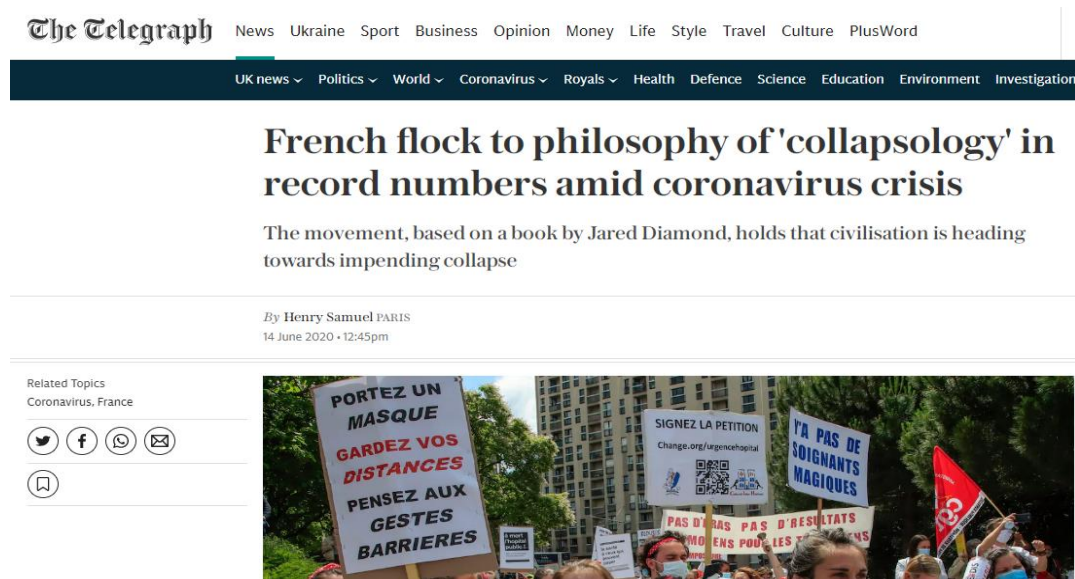 The Telegraph
News Ukraine Sport Business Opinion Money Life Style Travel Culture PlusWord
UK news Politics World Coronavirus Royals Health Defence Science Education Environment Investigation
French flock to philosophy of 'collapsology' in
record numbers amid coronavirus crisis
The movement, based on a book by Jared Diamond, holds that civilisation is heading
towards impending collapse
By Henry Samuel PARIS
14 June 2020 • 12:45pm
Related Topics
Coronavirus, France
PORTEZ UN
MASQUE
GARDEZ VOS
DISTANCES
PENSEZ AUX
GESTES
BARRIERES
SIGNEZ LA PETITION
Change.org/urgencehopital
Y'A PAS DE
SOIGNANTS
MAGIQUES
PAS D'BRAS PAS D'RESULTATS
POUR LES